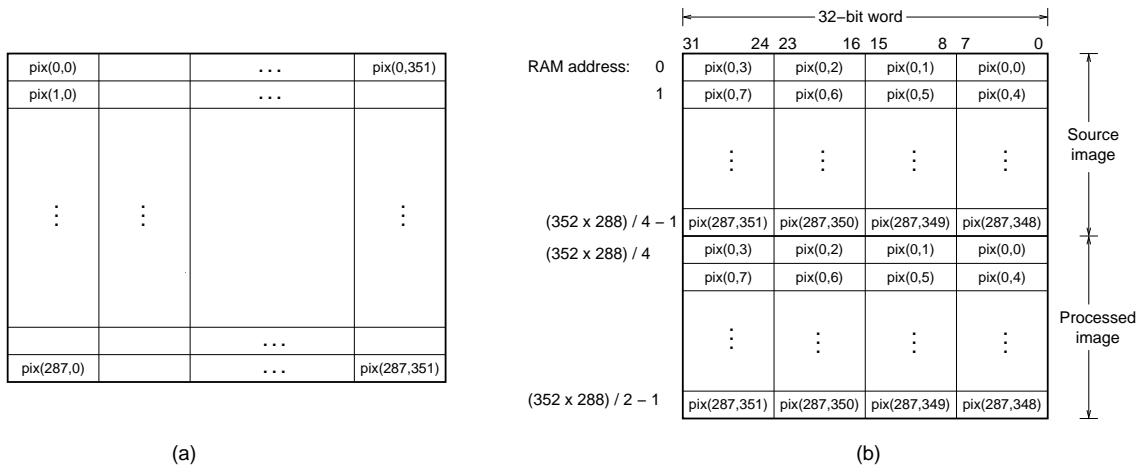 pix(0,0) . . . pix(0,351)
pix(1,0) . . .
. . .
pix(287,0) . . . pix(287,351)
(a)
32−bit word
31 24 23 16 15 8 7 0
RAM address: 0 pix(0,3) pix(0,2) pix(0,1) pix(0,0)
1 pix(0,7) pix(0,6) pix(0,5) pix(0,4)
Source
image
(352 x 288) / 4 − 1 pix(287,351) pix(287,350) pix(287,349) pix(287,348)
(352 x 288) / 4 pix(0,3) pix(0,2) pix(0,1) pix(0,0)
pix(0,7) pix(0,6) pix(0,5) pix(0,4)
Processed
image
(352 x 288) / 2 − 1 pix(287,351) pix(287,350) pix(287,349) pix(287,348)
(b)